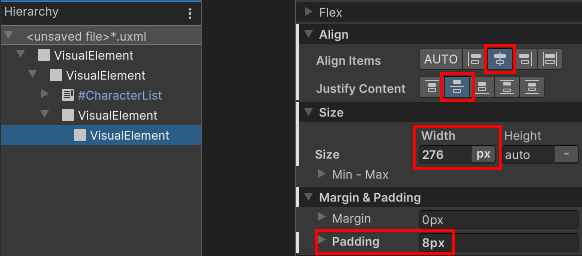 Hierarchy
<unsaved file>*.uxml
VisualElement
VisualElement
#CharacterList
VisualElement
VisualElement
Flex
Align
Align Items AUTO
Justify Content
Size
Width Height
Size 276 px auto -
Min - Max
Margin & Padding
Margin 0px
Padding 8px